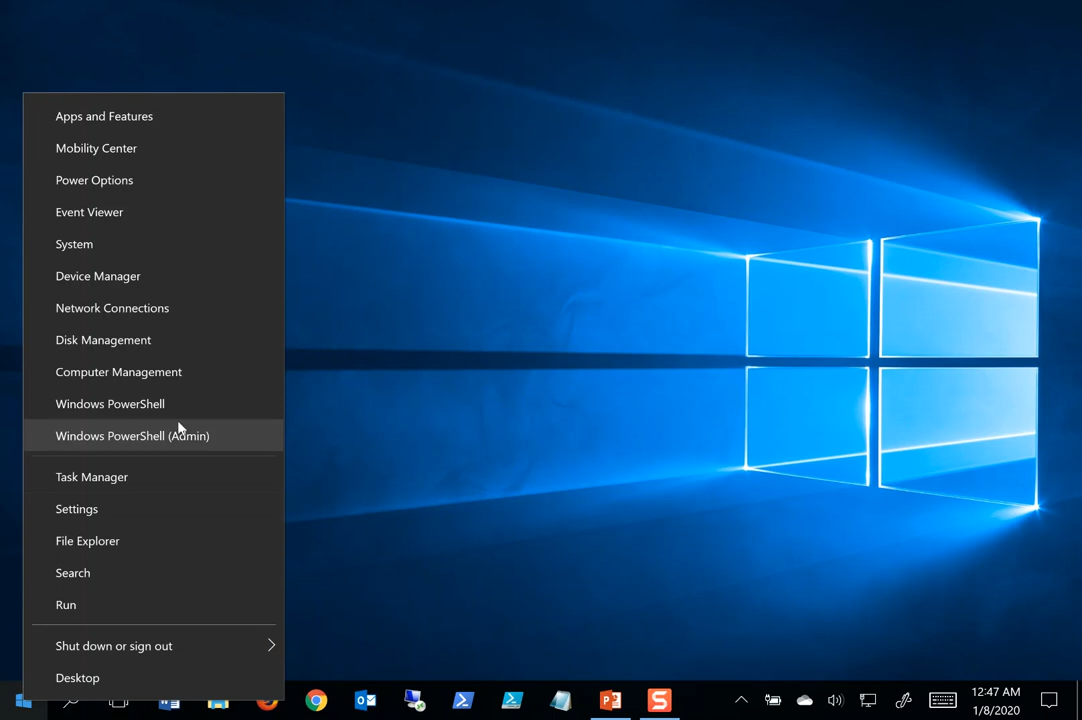 Apps and Features
Mobility Center
Power Options
Event Viewer
System
Device Manager
Network Connections
Disk Management
Computer Management
Windows PowerShell
Windows PowerShell (Admin)
Task Manager
Settings
File Explorer
Search
Run
Shut down or sign out
Desktop
12:47 AM
1/8/2020